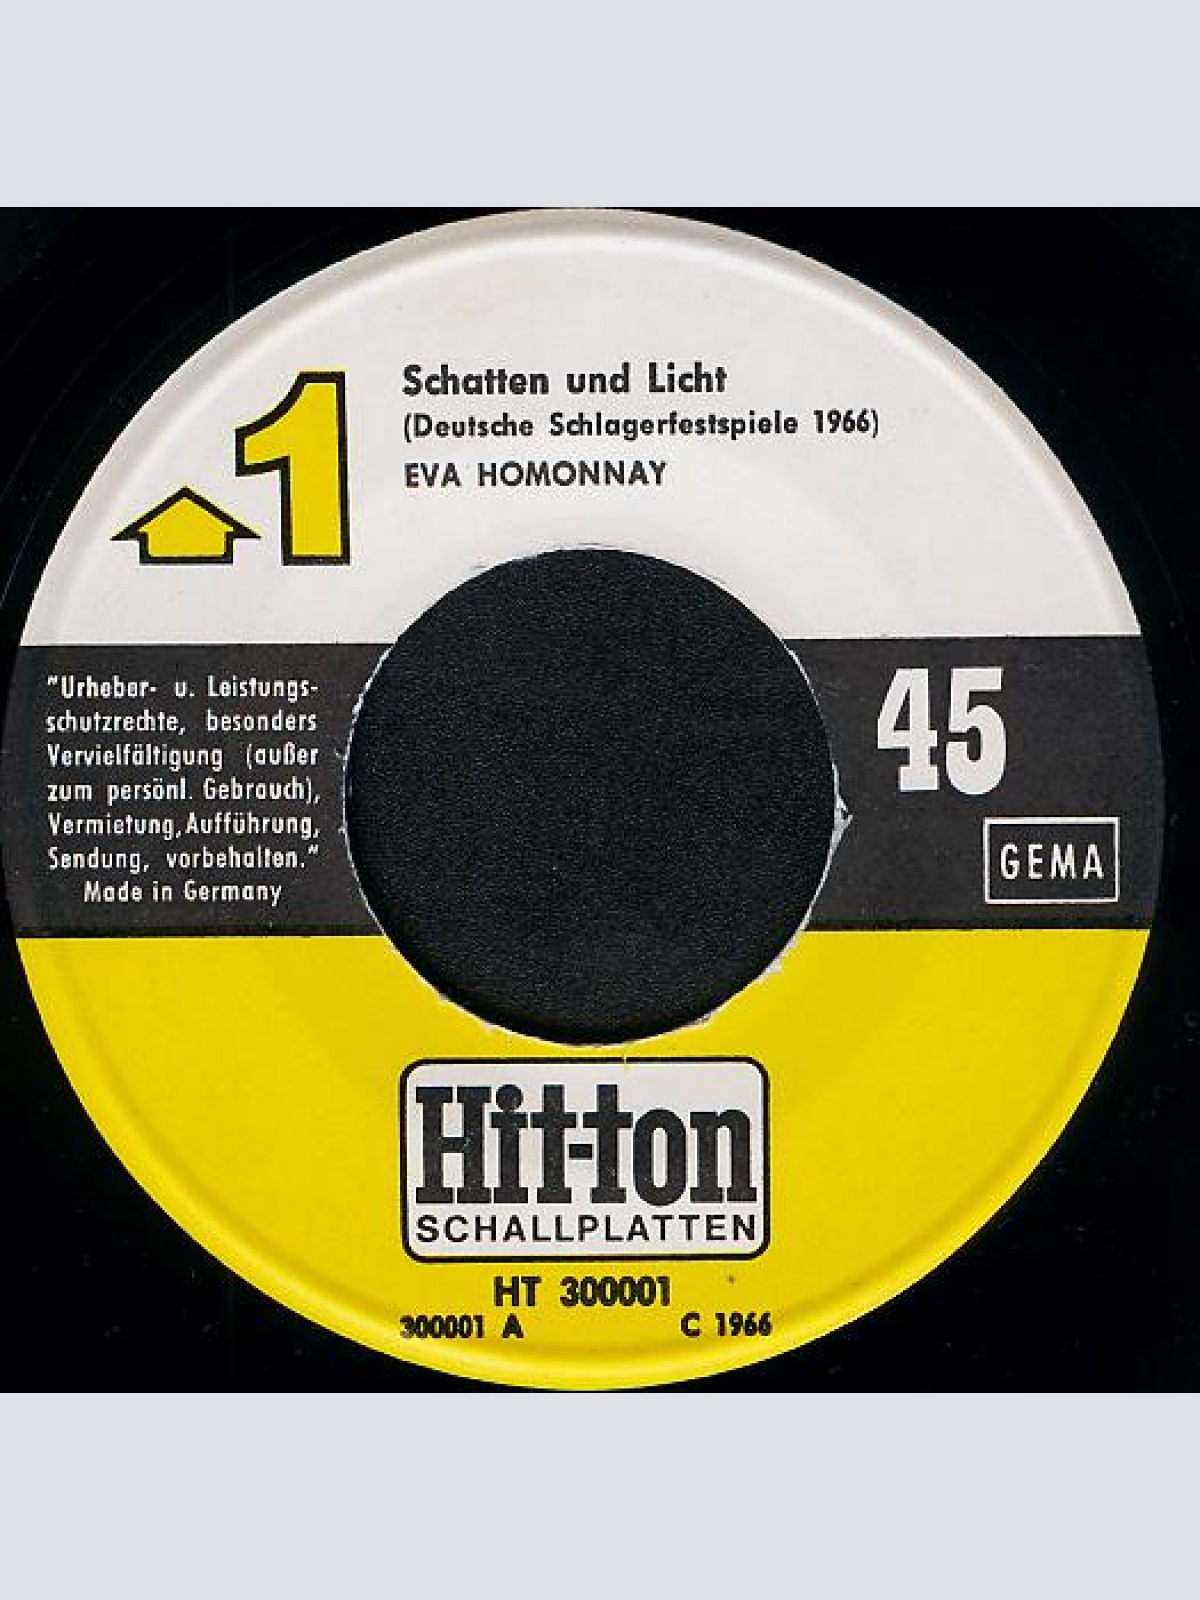 1
Schatten und Licht
(Deutsche Schlagerfestspiele 1966)
EVA HOMONNAY
"Urheber- u. Leistungs-
schutzrechte, besonders
Vervielfältigung (außer
zum persönl. Gebrauch),
Vermietung, Aufführung,
Sendung, vorbehalten."
Made in Germany
45
GEMA
Hit-ton
SCHALLPLATTEN
HT 300001
300001 A C 1966